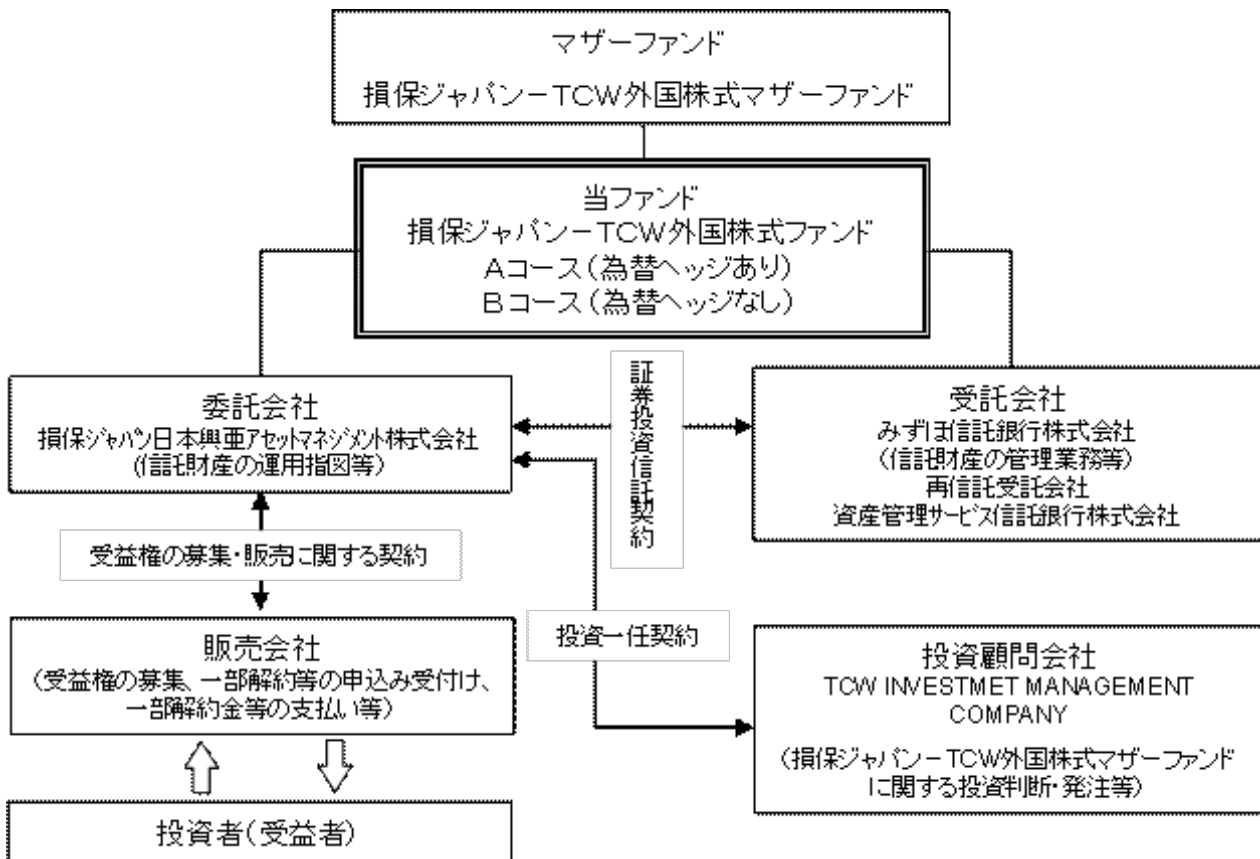 マザーファンド
損保ジャパン－TCW外国株式マザーファンド
当ファンド
損保ジャパン－TCW外国株式ファンド
Aコース（為替ヘッジあり）
Bコース（為替ヘッジなし）
証券投資信託契約
委託会社
損保ジャパン日本興亜アセットマネジメント株式会社
(信託財産の運用指図等)
受託会社
みずほ信託銀行株式会社
（信託財産の管理業務等）
再信託受託会社
資産管理サービス信託銀行株式会社
受益権の募集・販売に関する契約
投資一任契約
販売会社
（受益権の募集、一部解約等の申込み受付け、
一部解約金等の支払い等）
投資顧問会社
TCW INVESTMET MANAGEMENT
COMPANY
（損保ジャパン－TCW外国株式マザーファンド
に関する投資判断・発注等）
投資者（受益者）